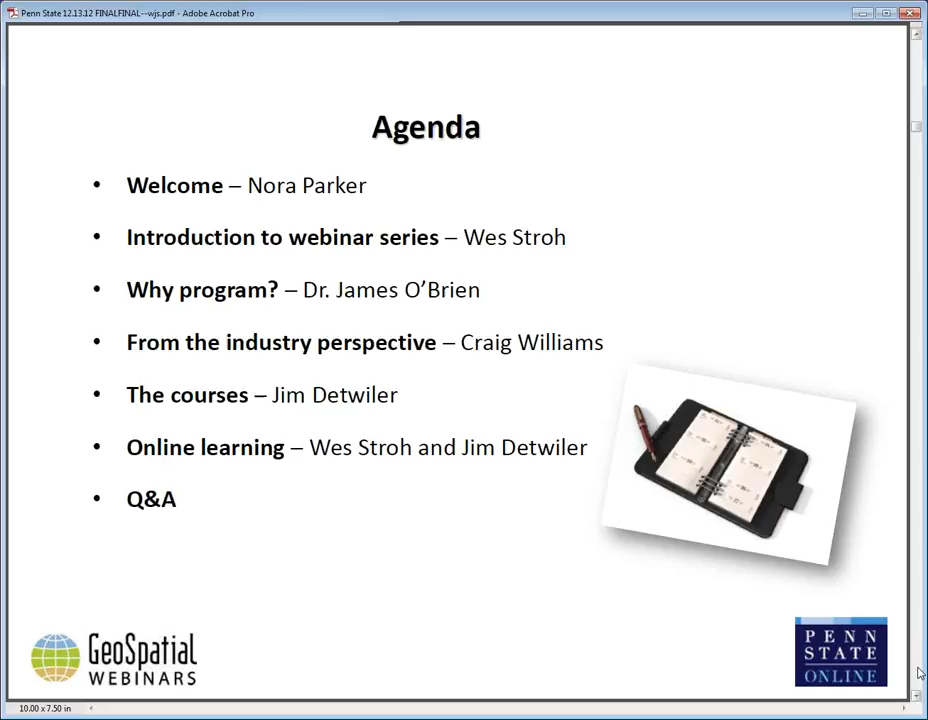 Penn State 12.13.12 FINALFINAL--wjs.pdf - Adobe Acrobat Pro
Agenda
• Welcome – Nora Parker
• Introduction to webinar series – Wes Stroh
• Why program? – Dr. James O’Brien
• From the industry perspective – Craig Williams
• The courses – Jim Detwiler
• Online learning – Wes Stroh and Jim Detwiler
• Q&A
GeoSpatial
WEBINARS
PENN
STATE
ONLINE
10.00 x 7.50 in